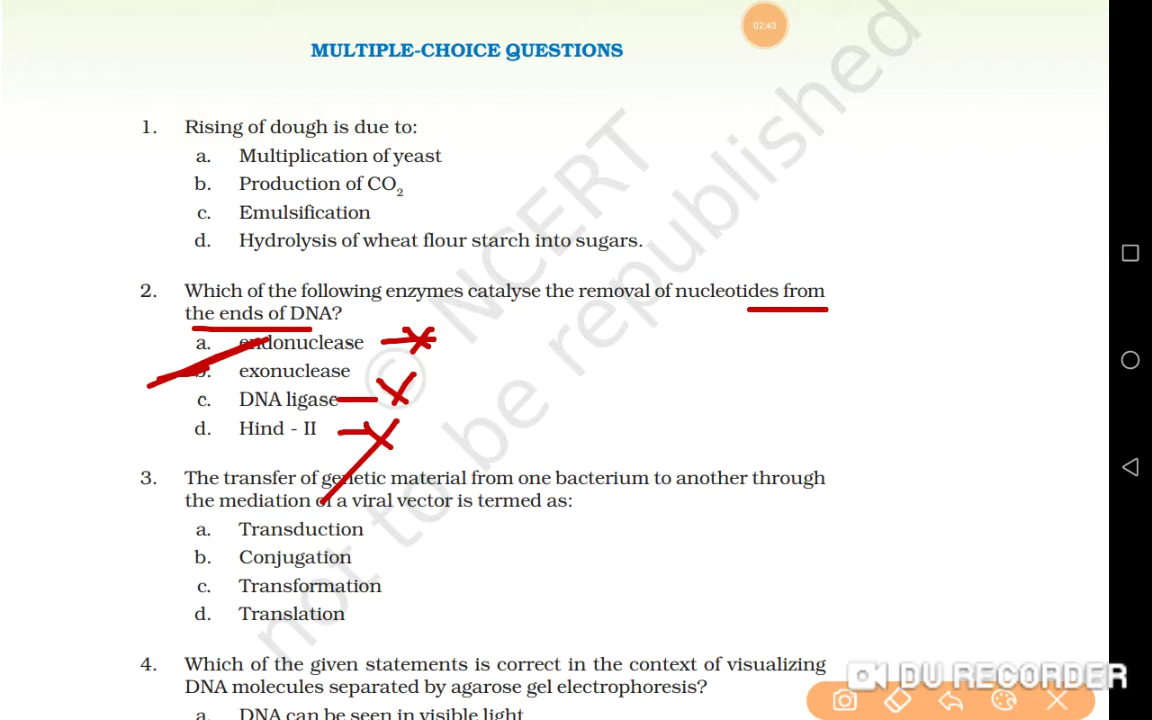 02:43
MULTIPLE-CHOICE QUESTIONS
1. Rising of dough is due to:
a. Multiplication of yeast
b. Production of CO₂
c. Emulsification
d. Hydrolysis of wheat flour starch into sugars.
2. Which of the following enzymes catalyse the removal of nucleotides from
the ends of DNA?
a. endonuclease
b. exonuclease
c. DNA ligase
d. Hind - II
3. The transfer of genetic material from one bacterium to another through
the mediation of a viral vector is termed as:
a. Transduction
b. Conjugation
c. Transformation
d. Translation
4. Which of the given statements is correct in the context of visualizing
DNA molecules separated by agarose gel electrophoresis?
a. DNA can be seen in visible light
© NCERT
not to be republished
DU RECORDER